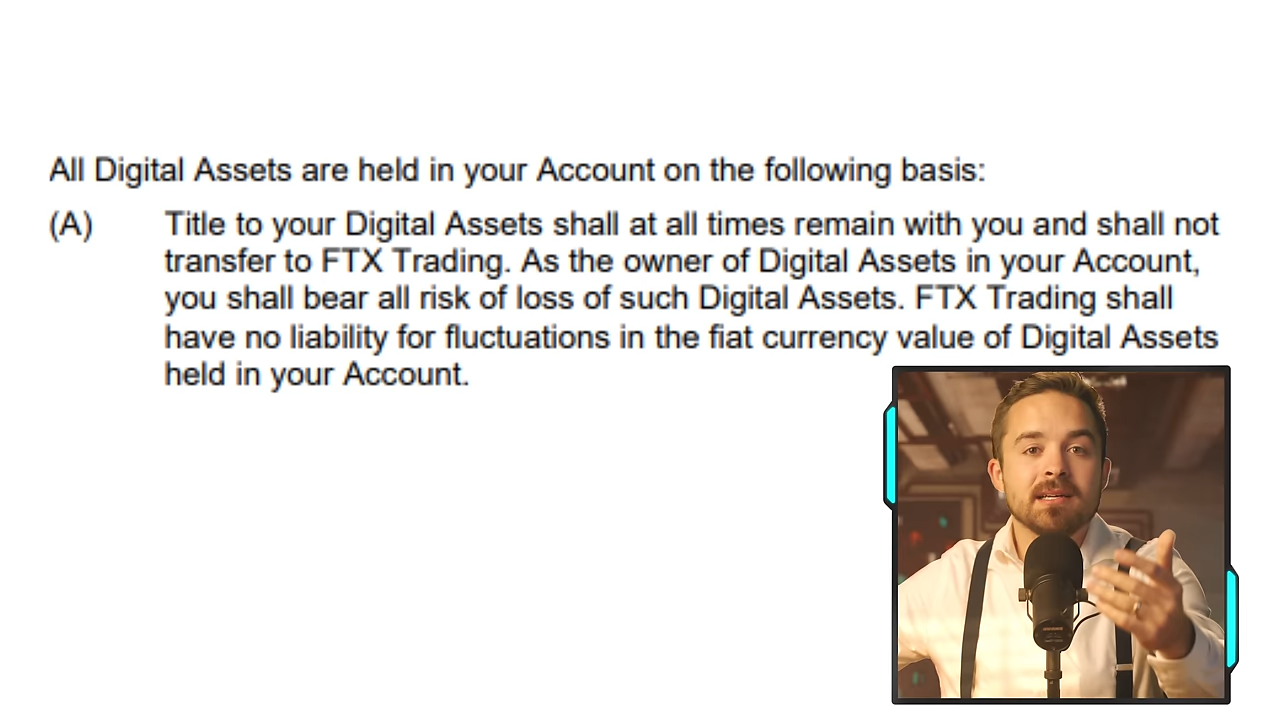 All Digital Assets are held in your Account on the following basis:
(A) Title to your Digital Assets shall at all times remain with you and shall not
transfer to FTX Trading. As the owner of Digital Assets in your Account,
you shall bear all risk of loss of such Digital Assets. FTX Trading shall
have no liability for fluctuations in the fiat currency value of Digital Assets
held in your Account.